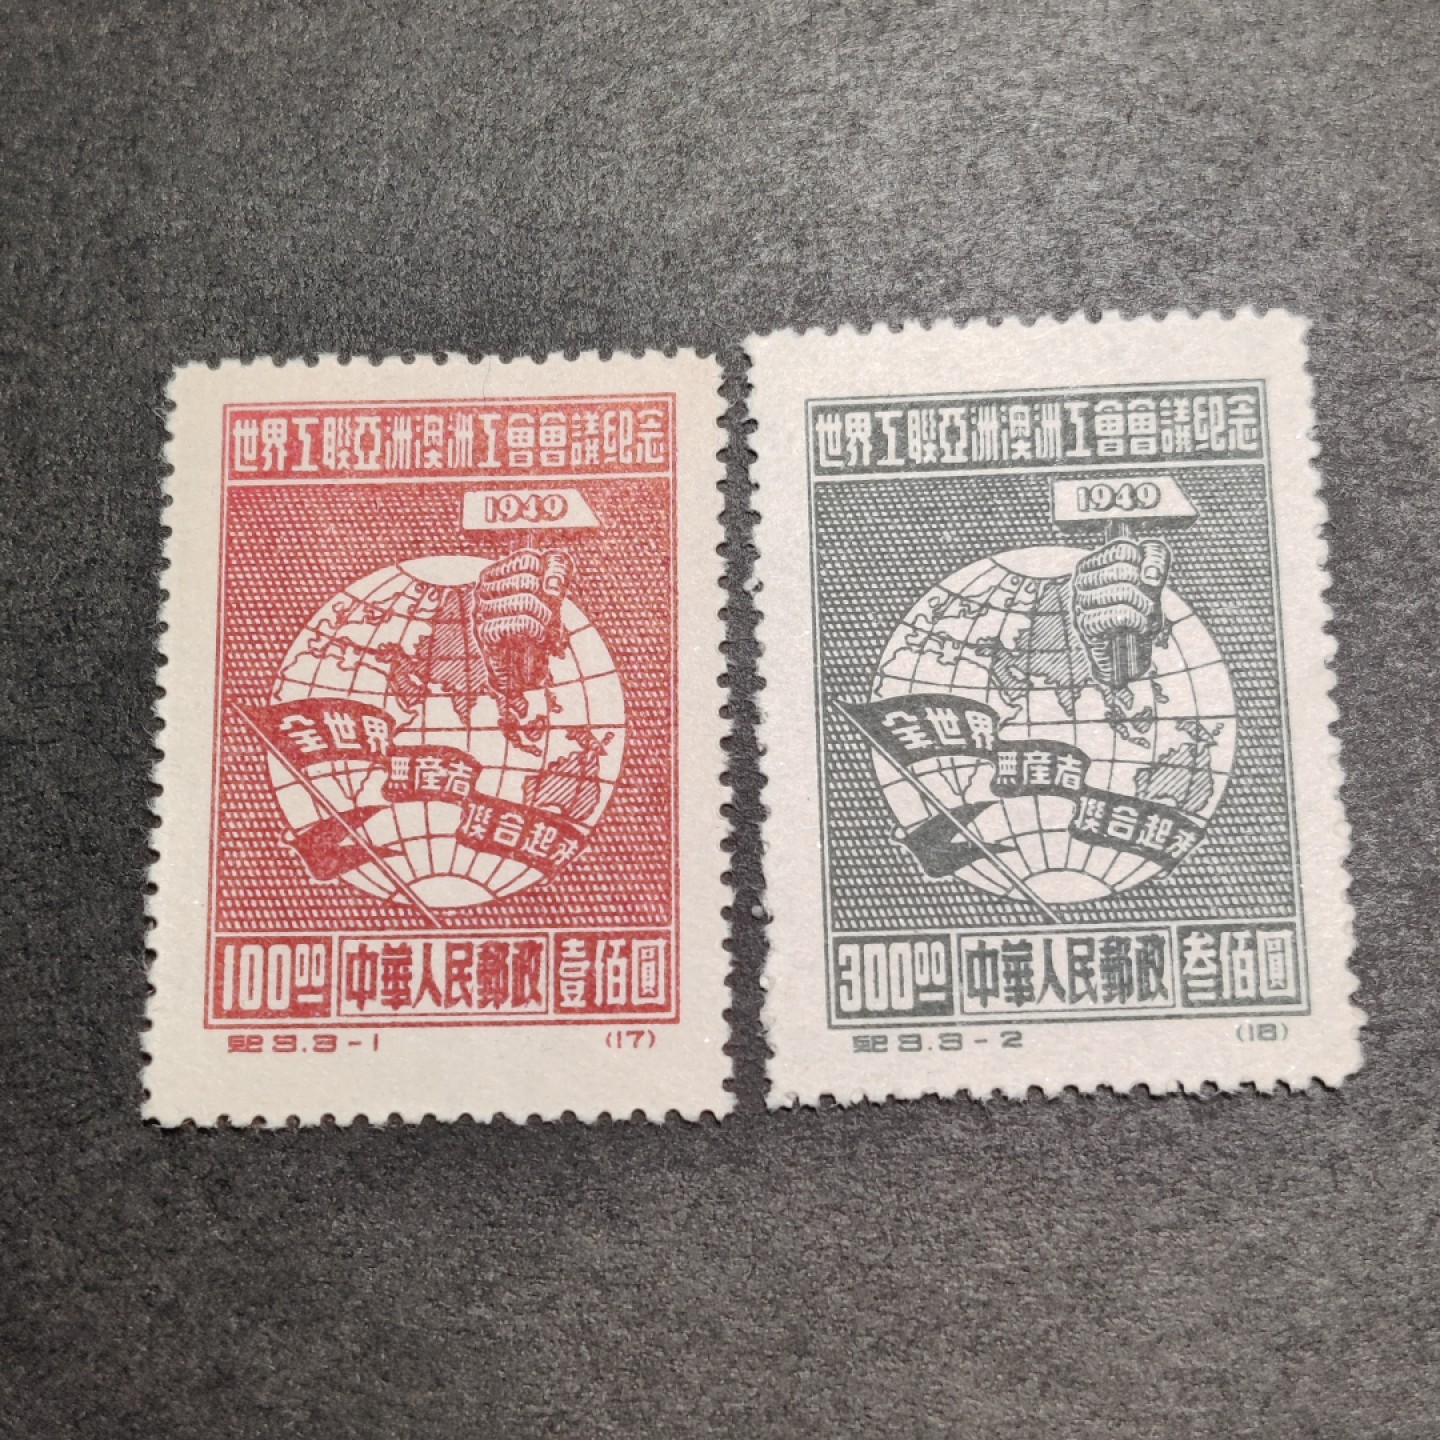 世界工聯亞洲澳洲工會會議紀念
1949
全世界
無產者
聯合起來
100.00 中華人民郵政 壹佰圓
紀3.3-1 (17)
世界工聯亞洲澳洲工會會議紀念
1949
全世界
無產者
聯合起來
300.00 中華人民郵政 叁佰圓
紀3.3-2 (18)